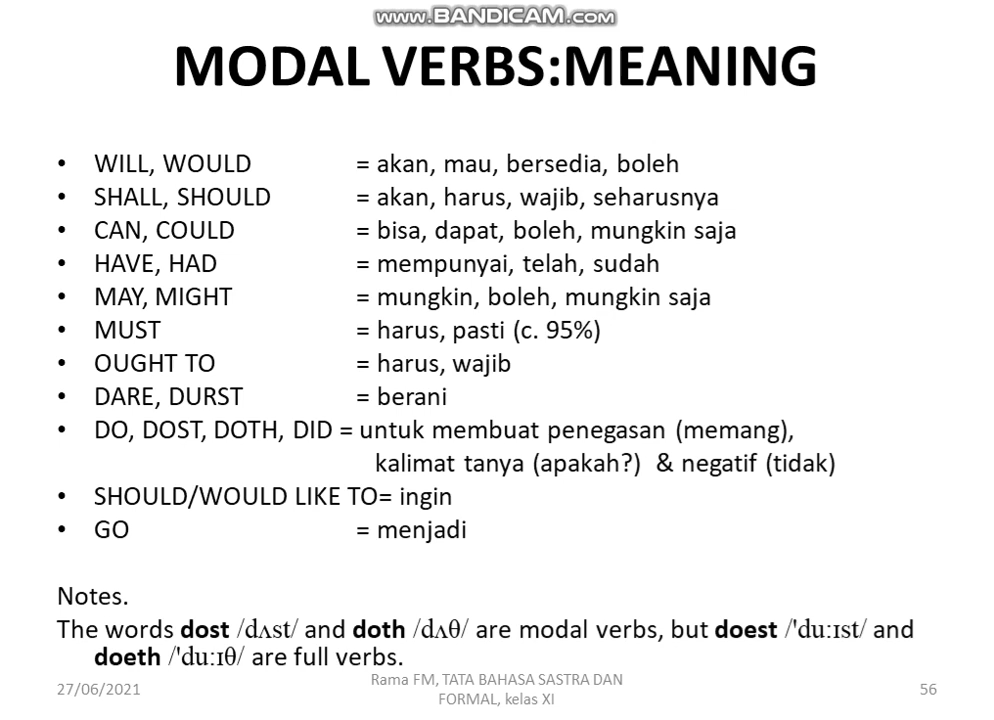 www.BANDICAM.com
MODAL VERBS:MEANING
• WILL, WOULD = akan, mau, bersedia, boleh
• SHALL, SHOULD = akan, harus, wajib, seharusnya
• CAN, COULD = bisa, dapat, boleh, mungkin saja
• HAVE, HAD = mempunyai, telah, sudah
• MAY, MIGHT = mungkin, boleh, mungkin saja
• MUST = harus, pasti (c. 95%)
• OUGHT TO = harus, wajib
• DARE, DURST = berani
• DO, DOST, DOTH, DID = untuk membuat penegasan (memang),
kalimat tanya (apakah?) & negatif (tidak)
• SHOULD/WOULD LIKE TO= ingin
• GO = menjadi
Notes.
The words dost /dʌst/ and doth /dʌθ/ are modal verbs, but doest /'du:ɪst/ and
doeth /'du:ɪθ/ are full verbs.
27/06/2021
Rama FM, TATA BAHASA SASTRA DAN
FORMAL, kelas XI
56